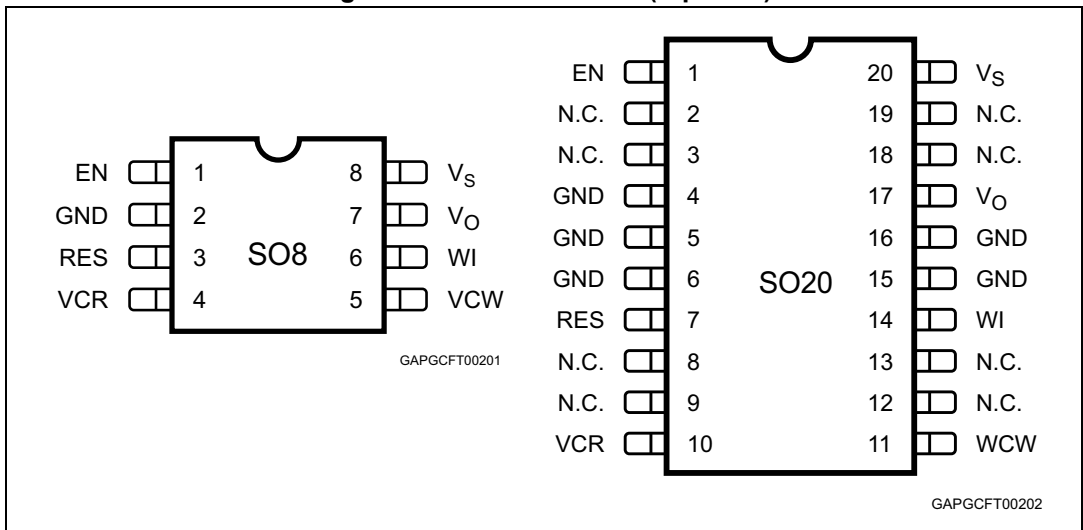 EN 1 8 VS
GND 2 7 VO
RES 3 SO8 6 WI
VCR 4 5 VCW
GAPGCFT00201
EN 1 20 VS
N.C. 2 19 N.C.
N.C. 3 18 N.C.
GND 4 17 VO
GND 5 16 GND
GND 6 SO20 15 GND
RES 7 14 WI
N.C. 8 13 N.C.
N.C. 9 12 N.C.
VCR 10 11 WCW
GAPGCFT00202